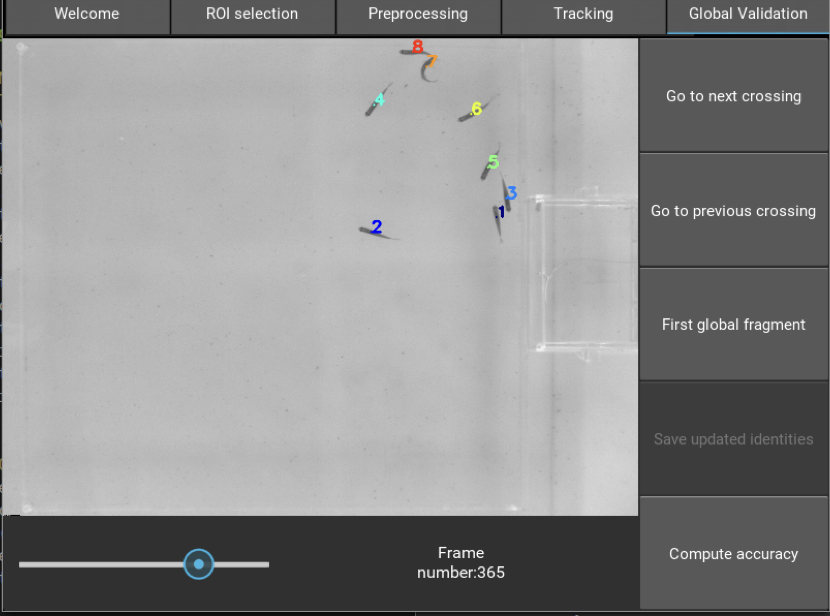 Welcome
ROI selection
Preprocessing
Tracking
Global Validation
8
7
4
6
5
3
1
2
Go to next crossing
Go to previous crossing
First global fragment
Save updated identities
Compute accuracy
Frame
number:365